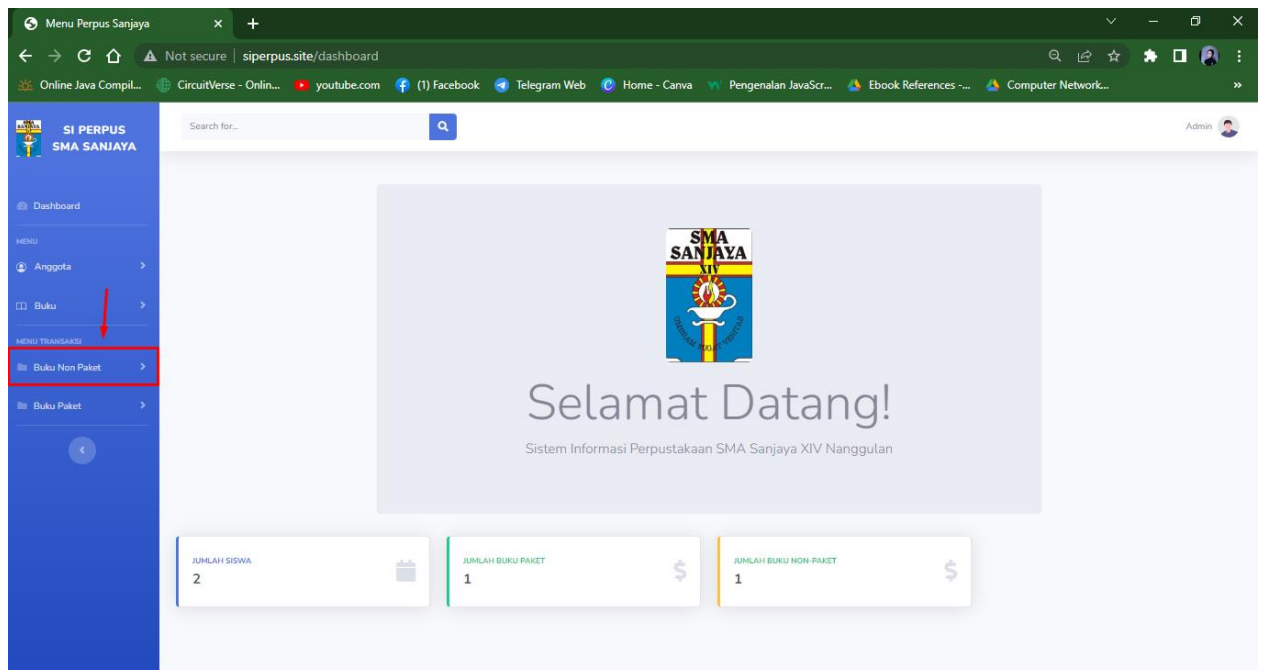 Menu Perpus Sanjaya
Not secure | siperpus.site/dashboard
Online Java Compil...
CircuitVerse - Onlin...
youtube.com
(1) Facebook
Telegram Web
Home - Canva
Pengenalan JavaScr...
Ebook References -...
Computer Network...
»
SI PERPUS
SMA SANJAYA
Search for...
Admin
Dashboard
MENU
Anggota
Buku
MENU TRANSAKSI
Buku Non Paket
Buku Paket
SMA
SANJAYA
XIV
Selamat Datang!
Sistem Informasi Perpustakaan SMA Sanjaya XIV Nanggulan
JUMLAH SISWA
2
JUMLAH BUKU PAKET
1
JUMLAH BUKU NON-PAKET
1